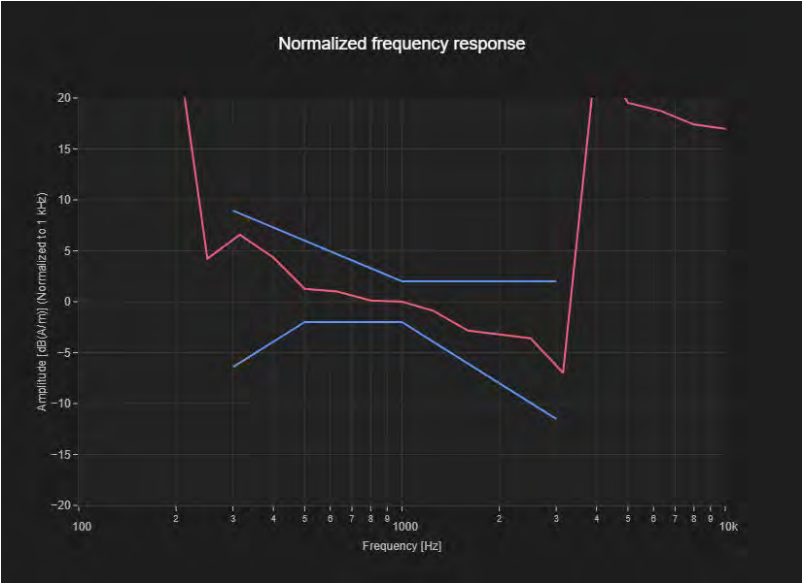 Normalized frequency response
20
15
10
5
0
−5
−10
−15
−20
Amplitude [dB(A/m)] (Normalized to 1 kHz)
100 2 3 4 5 6 7 8 9 1000 2 3 4 5 6 7 8 9 10k
Frequency [Hz]